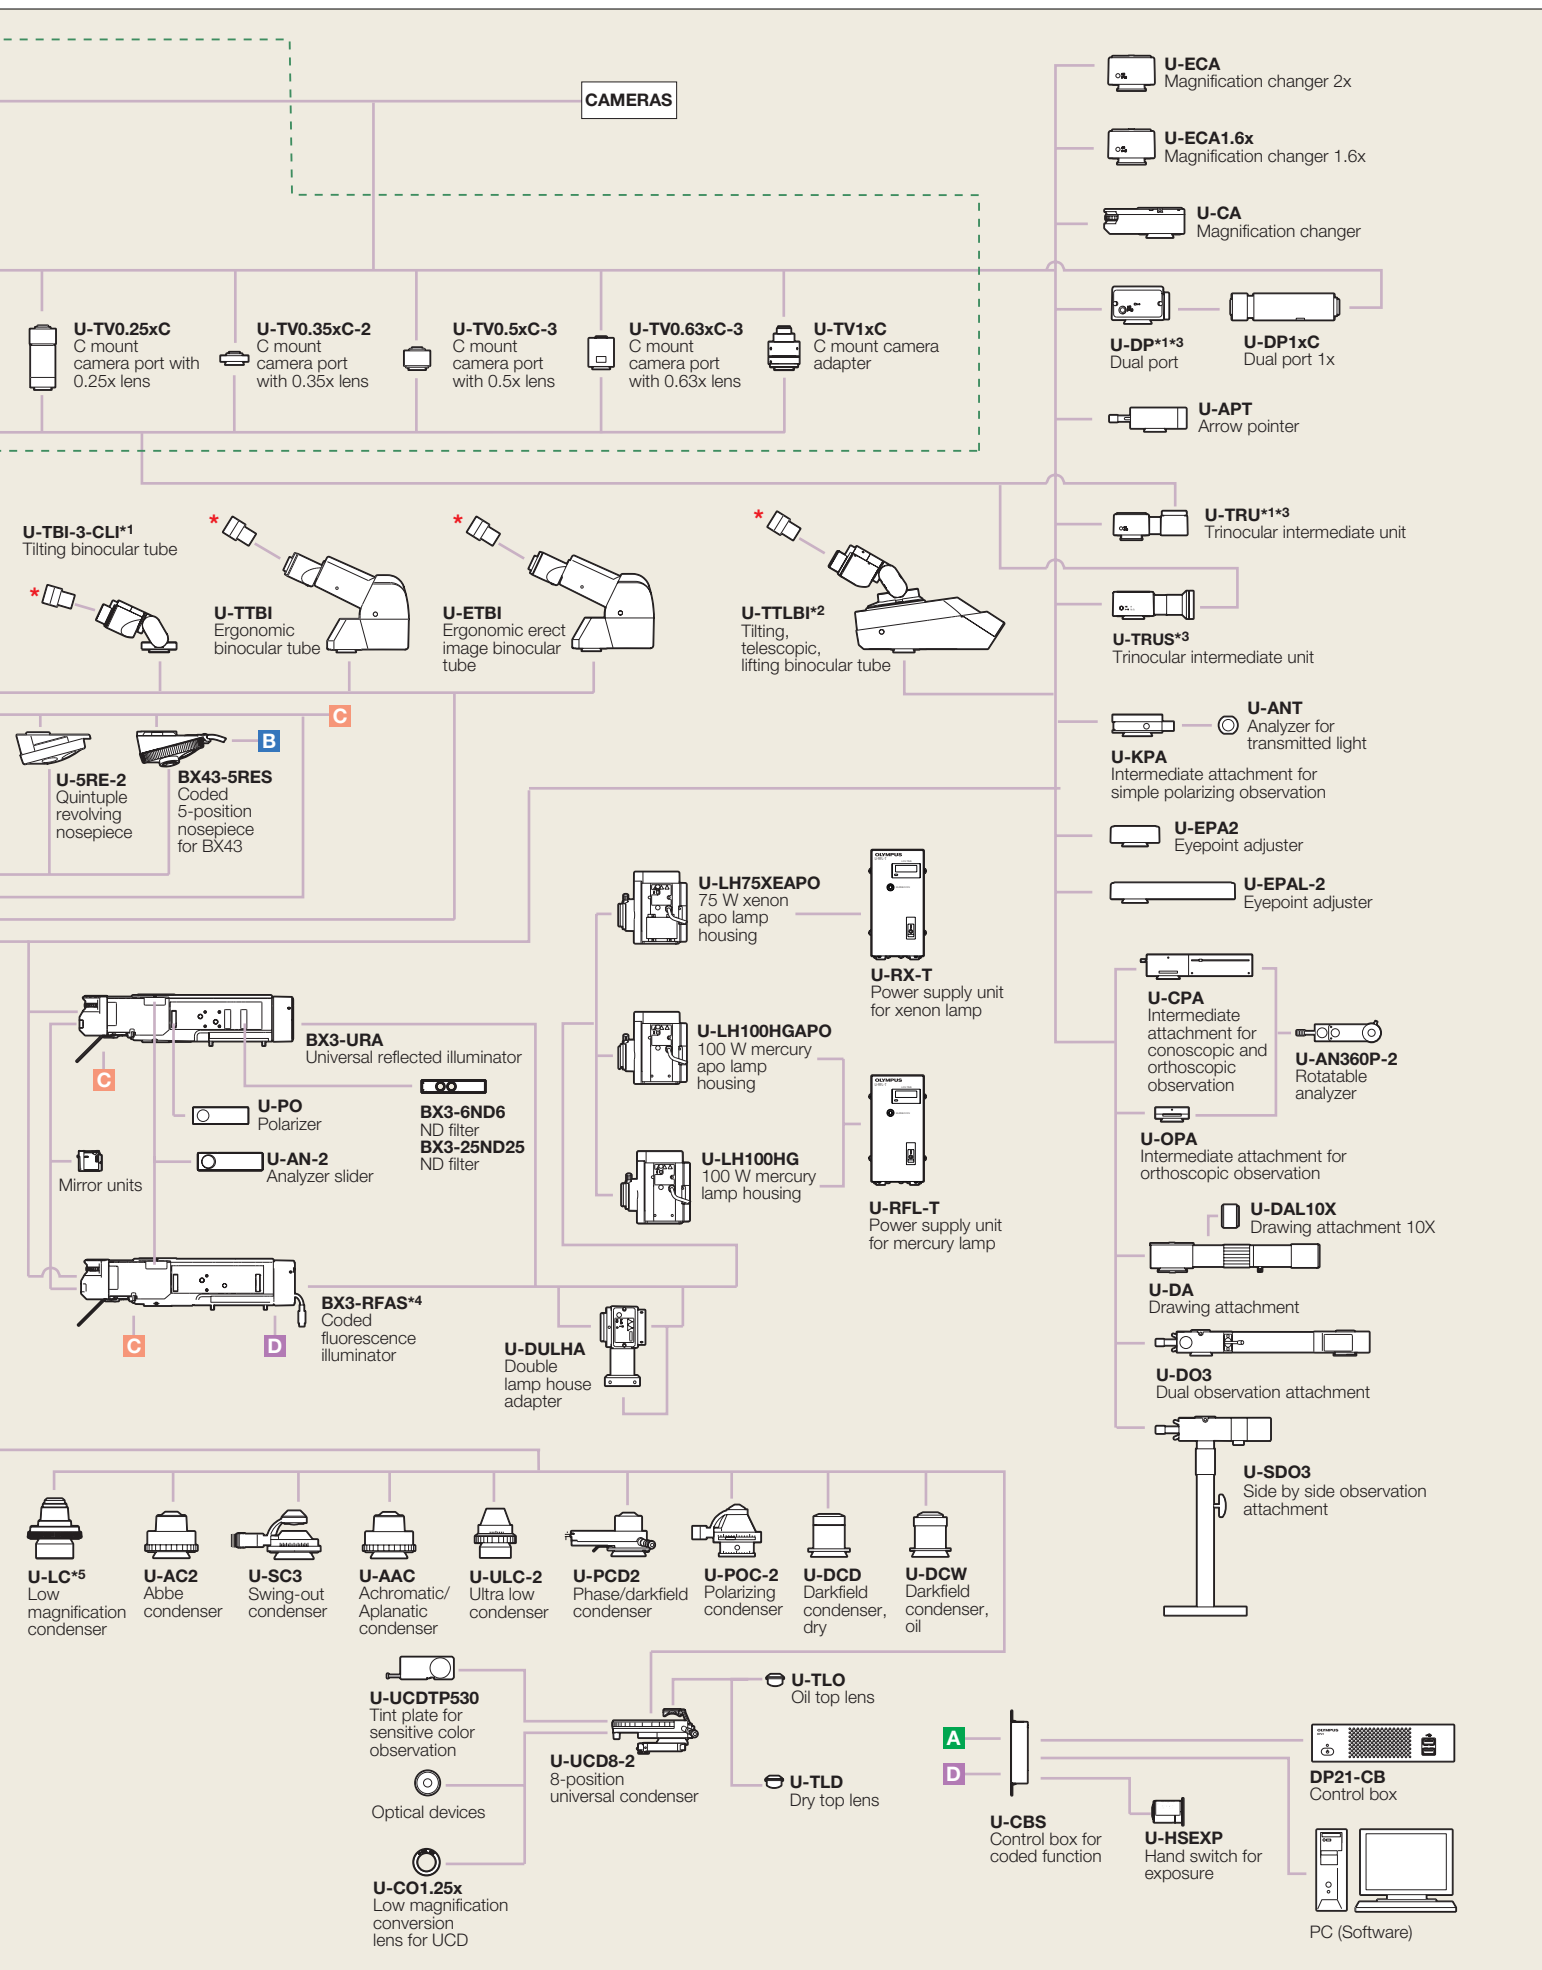 CAMERAS
U-ECA
Magnification changer 2x
U-ECA1.6x
Magnification changer 1.6x
U-CA
Magnification changer
U-TV0.25xC
C mount
camera port with
0.25x lens
U-TV0.35xC-2
C mount
camera port
with 0.35x lens
U-TV0.5xC-3
C mount
camera port
with 0.5x lens
U-TV0.63xC-3
C mount
camera port
with 0.63x lens
U-TV1xC
C mount camera
adapter
U-DP*1*3
Dual port
U-DP1xC
Dual port 1x
U-APT
Arrow pointer
U-TBI-3-CLI*1
Tilting binocular tube
*
*
U-TTBI
Ergonomic
binocular tube
*
U-ETBI
Ergonomic erect
image binocular
tube
*
U-TTLBI*2
Tilting,
telescopic,
lifting binocular tube
U-TRU*1*3
Trinocular intermediate unit
U-TRUS*3
Trinocular intermediate unit
C
B
U-5RE-2
Quintuple
revolving
nosepiece
BX43-5RES
Coded
5-position
nosepiece
for BX43
U-ANT
Analyzer for
transmitted light
U-KPA
Intermediate attachment for
simple polarizing observation
U-EPA2
Eyepoint adjuster
U-EPAL-2
Eyepoint adjuster
U-LH75XEAPO
75 W xenon
apo lamp
housing
OLYMPUS
U-RX-T
Power supply unit
for xenon lamp
U-CPA
Intermediate
attachment for
conoscopic and
orthoscopic
observation
U-AN360P-2
Rotatable
analyzer
BX3-URA
Universal reflected illuminator
C
U-LH100HGAPO
100 W mercury
apo lamp
housing
OLYMPUS
BX3-6ND6
ND filter
BX3-25ND25
ND filter
U-PO
Polarizer
U-AN-2
Analyzer slider
Mirror units
U-LH100HG
100 W mercury
lamp housing
U-RFL-T
Power supply unit
for mercury lamp
U-OPA
Intermediate attachment for
orthoscopic observation
U-DAL10X
Drawing attachment 10X
U-DA
Drawing attachment
BX3-RFAS*4
Coded
fluorescence
illuminator
C
D
U-DULHA
Double
lamp house
adapter
U-DO3
Dual observation attachment
U-SDO3
Side by side observation
attachment
U-LC*5
Low
magnification
condenser
U-AC2
Abbe
condenser
U-SC3
Swing-out
condenser
U-AAC
Achromatic/
Aplanatic
condenser
U-ULC-2
Ultra low
condenser
U-PCD2
Phase/darkfield
condenser
U-POC-2
Polarizing
condenser
U-DCD
Darkfield
condenser,
dry
U-DCW
Darkfield
condenser,
oil
U-UCDTP530
Tint plate for
sensitive color
observation
Optical devices
U-CO1.25x
Low magnification
conversion
lens for UCD
U-UCD8-2
8-position
universal condenser
U-TLO
Oil top lens
U-TLD
Dry top lens
A
D
U-CBS
Control box for
coded function
U-HSEXP
Hand switch for
exposure
OLYMPUS
DP21-CB
Control box
PC (Software)